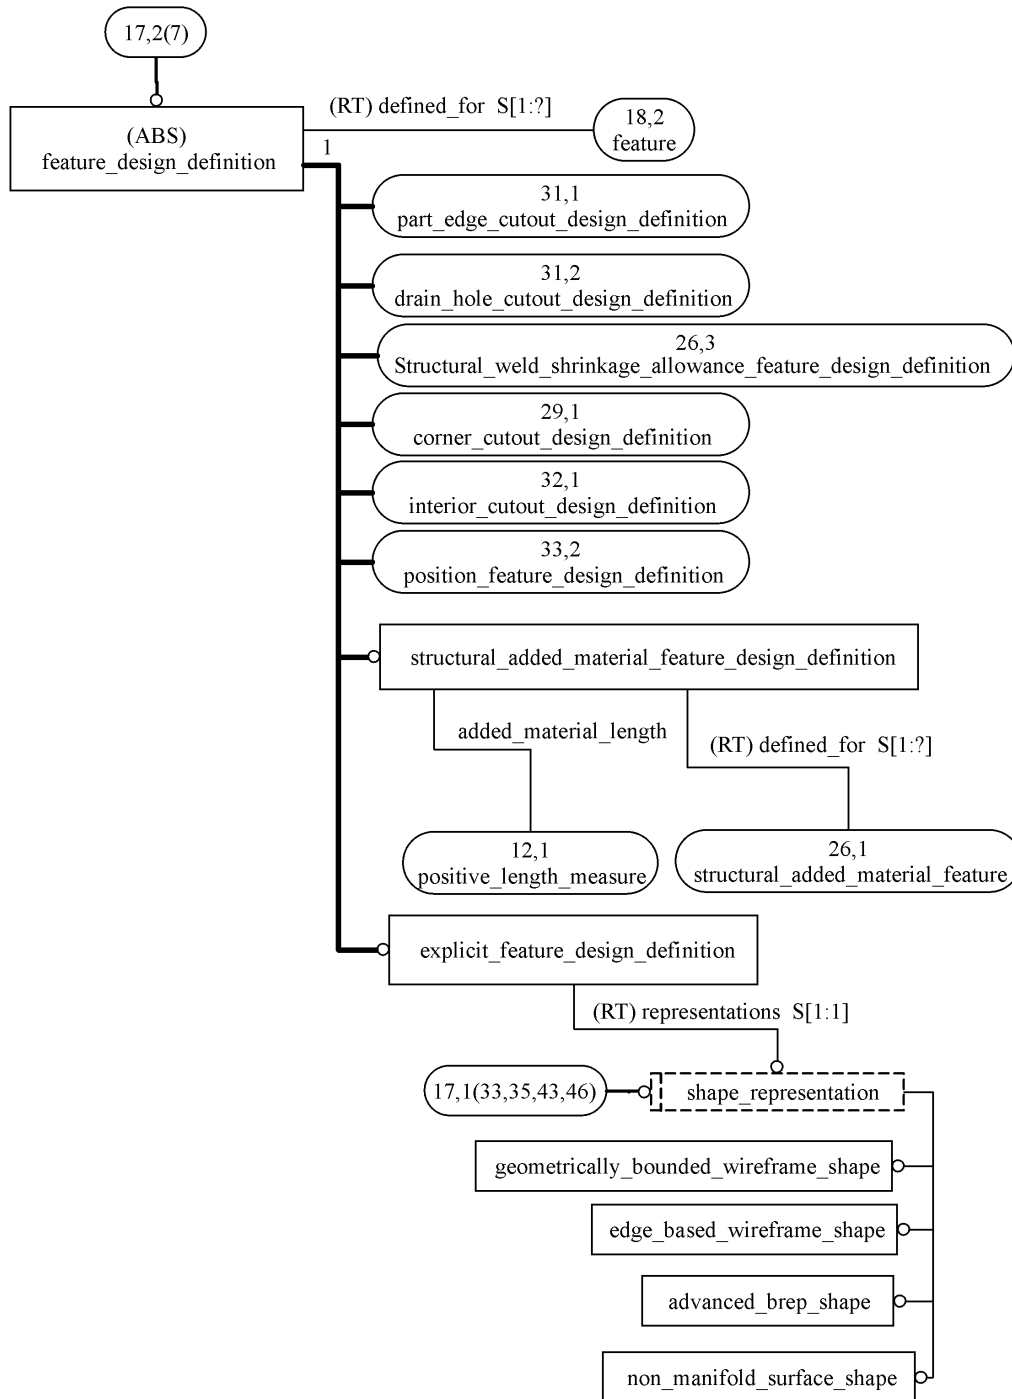 17,2(7)
(RT) defined_for S[1:?]
(ABS)
feature_design_definition
1
18,2
feature
31,1
part_edge_cutout_design_definition
31,2
drain_hole_cutout_design_definition
26,3
Structural_weld_shrinkage_allowance_feature_design_definition
29,1
corner_cutout_design_definition
32,1
interior_cutout_design_definition
33,2
position_feature_design_definition
structural_added_material_feature_design_definition
added_material_length
(RT) defined_for S[1:?]
12,1
positive_length_measure
26,1
structural_added_material_feature
explicit_feature_design_definition
(RT) representations S[1:1]
17,1(33,35,43,46)
shape_representation
geometrically_bounded_wireframe_shape
edge_based_wireframe_shape
advanced_brep_shape
non_manifold_surface_shape